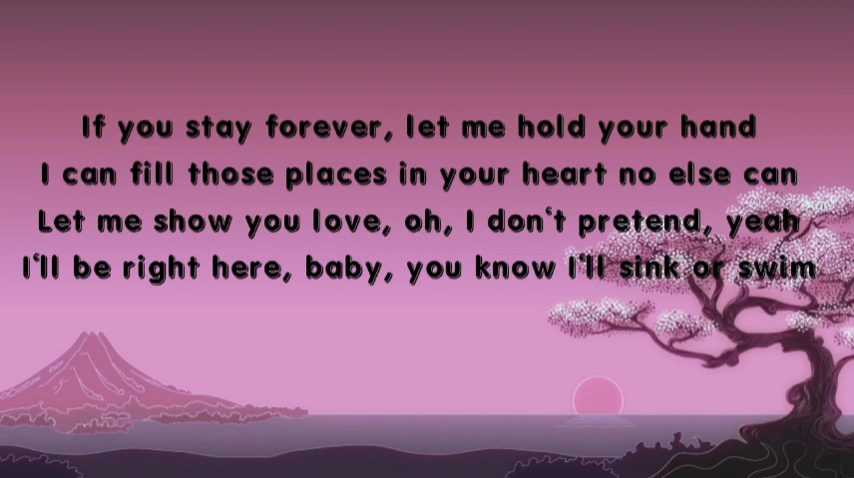 If you stay forever, let me hold your hand
I can fill those places in your heart no else can
Let me show you love, oh, I don't pretend, yeah
I'll be right here, baby, you know I'll sink or swim